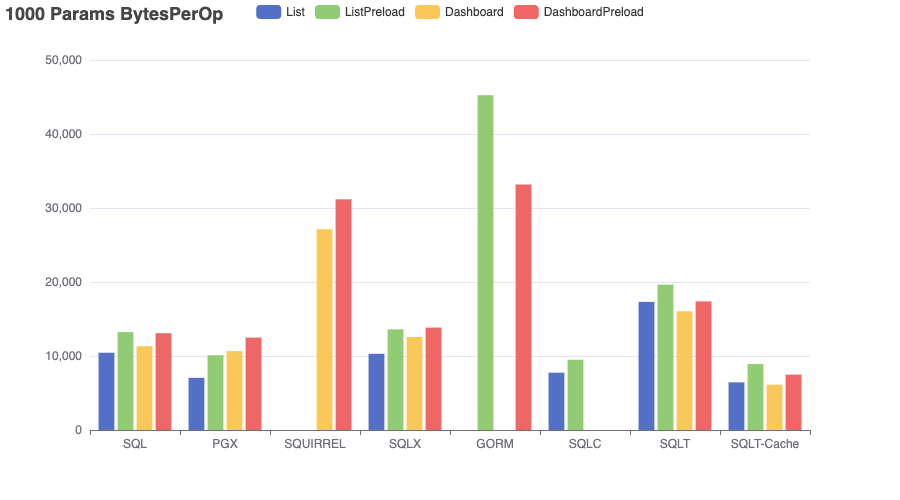 1000 Params BytesPerOp
List ListPreload Dashboard DashboardPreload
50,000
40,000
30,000
20,000
10,000
0
SQL PGX SQUIRREL SQLX GORM SQLC SQLT SQLT-Cache